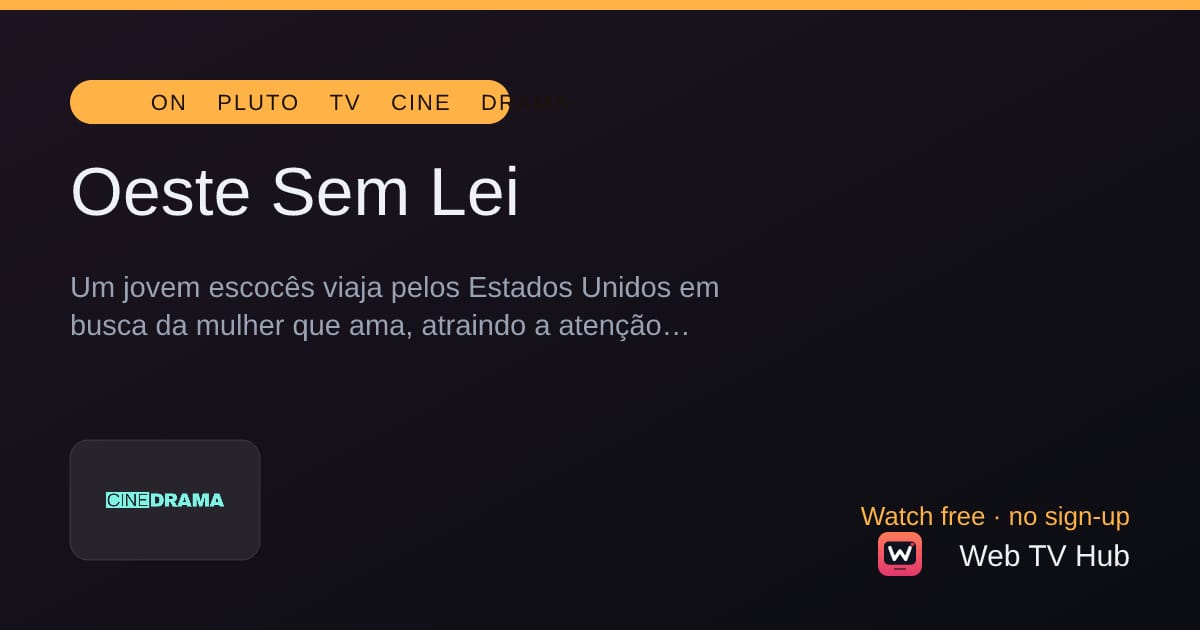 ON PLUTO TV CINE DRAMA
Oeste Sem Lei
Um jovem escocês viaja pelos Estados Unidos em
busca da mulher que ama, atraindo a atenção…
CINEDRAMA
Watch free · no sign-up
W
Web TV Hub